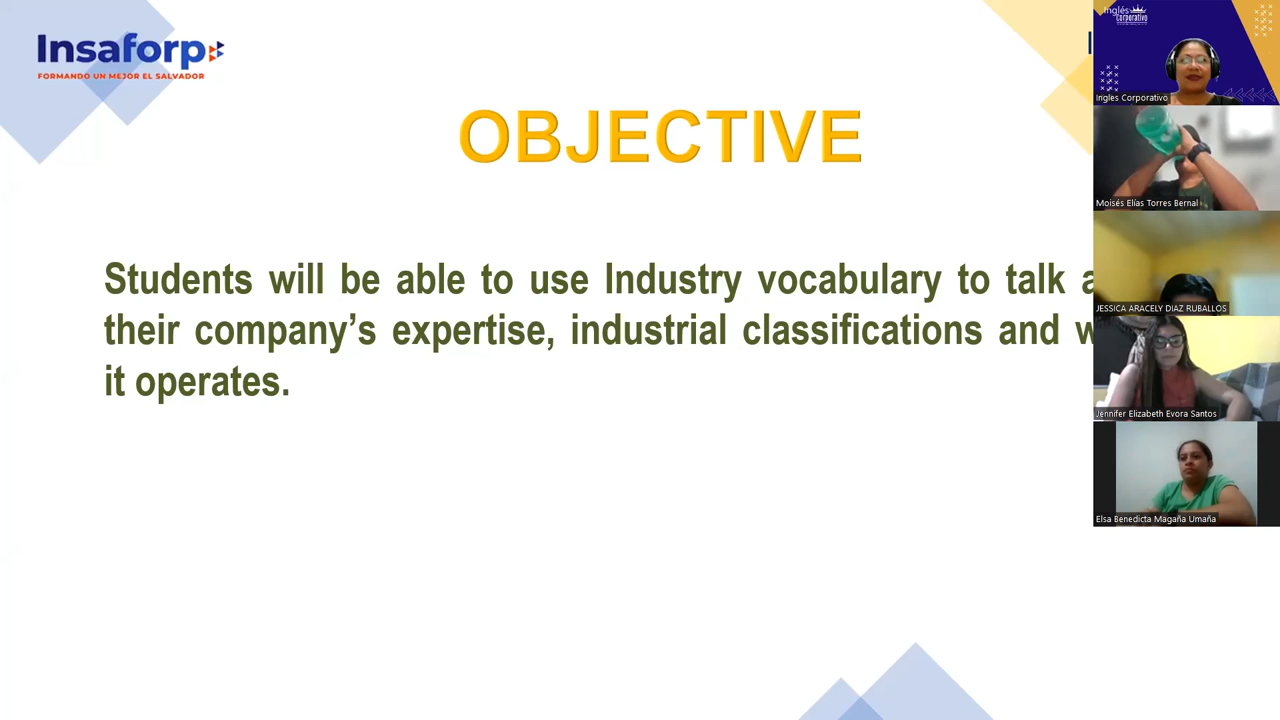 Insaforp
FORMANDO UN MEJOR EL SALVADOR
OBJECTIVE
Students will be able to use Industry vocabulary to talk
their company's expertise, industrial classifications and
it operates.
Inglés
Corporativo
Ingles Corporativo
Moisés Elías Torres Bernal
JESSICA ARACELY DIAZ RUBALLOS
Jennifer Elizabeth Evora Santos
Elsa Benedicta Magaña Umaña